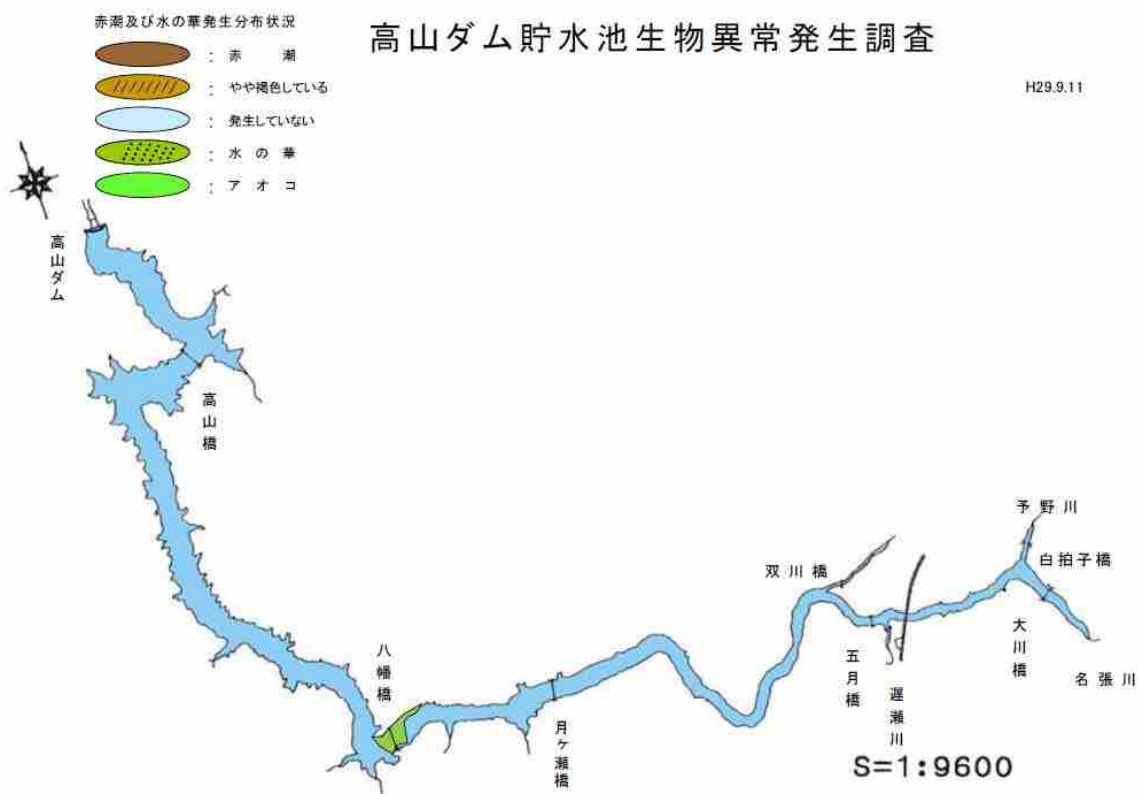 赤潮及び水の華発生分布状況
高山ダム貯水池生物異常発生調査
H29.9.11
: 赤 潮
: やや褐色している
: 発生していない
: 水 の 華
: ア オ コ
高山ダム
高山橋
八幡橋
月ヶ瀬橋
双川橋
五月橋
遅瀬川
予野川
白拍子橋
大川橋
名張川
S=1:9600